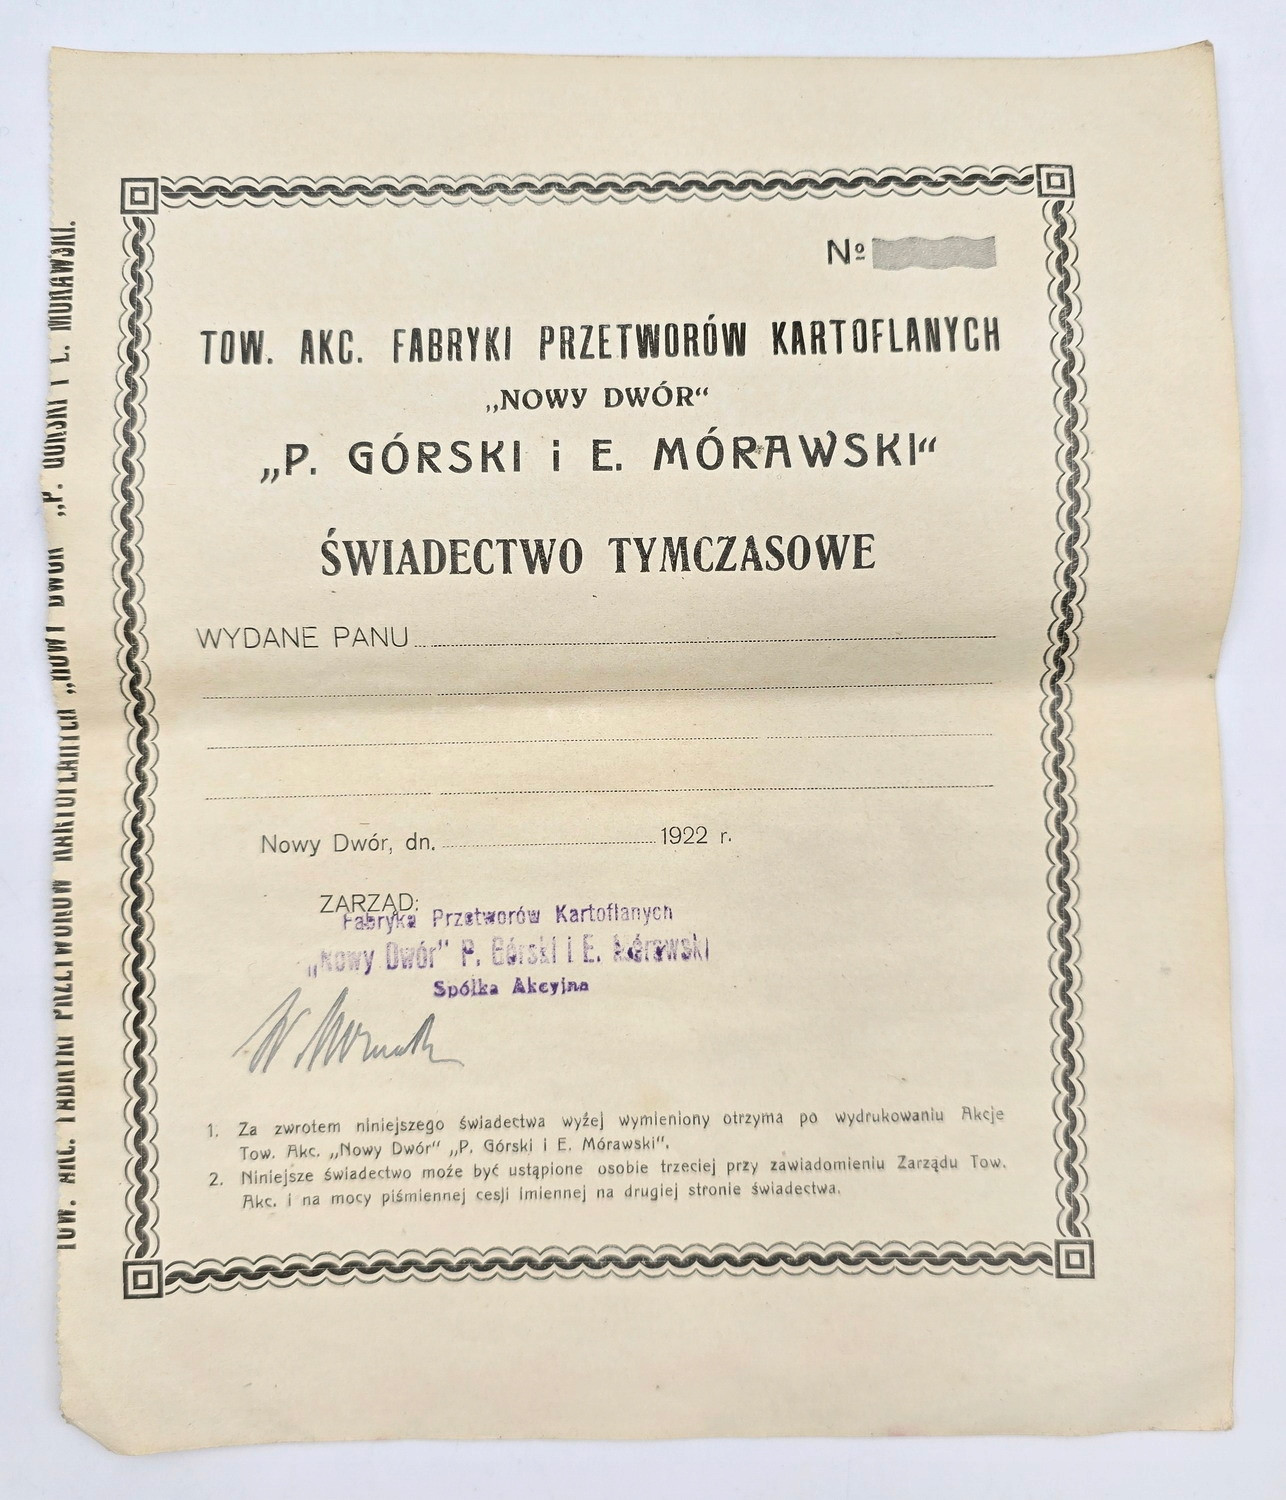 Nº
TOW. AKC. FABRYKI PRZETWORÓW KARTOFLANYCH
„NOWY DWÓR“
„P. GÓRSKI i E. MÓRAWSKI“
ŚWIADECTWO TYMCZASOWE
WYDANE PANU
Nowy Dwór, dn. 1922 r.
ZARZĄD:
Fabryka Przetworów Kartoflanych
„Nowy Dwór" P. Górski i E. Mórawski
Spółka Akcyjna
1. Za zwrotem niniejszego świadectwa wyżej wymieniony otrzyma po wydrukowaniu Akcje
Tow. Akc. „Nowy Dwór“ „P. Górski i E. Mórawski“.
2. Niniejsze świadectwo może być ustąpione osobie trzeciej przy zawiadomieniu Zarządu Tow.
Akc. i na mocy piśmiennej cesji imiennej na drugiej stronie świadectwa.
TOW. AKC. FABRYKI PRZETWORÓW KARTOFLANYCH „NOWY DWÓR“ „P. GÓRSKI i E. MÓRAWSKI.